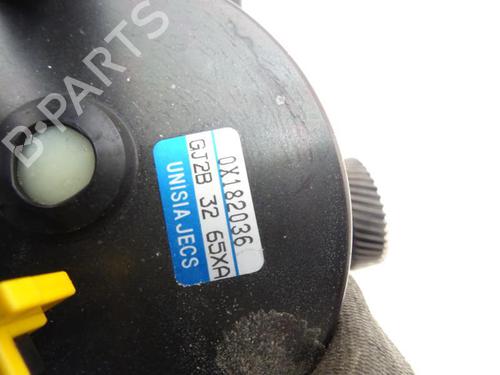 B-PARTS
0X182036
GJ2B 32 65XA
UNISIA JECS